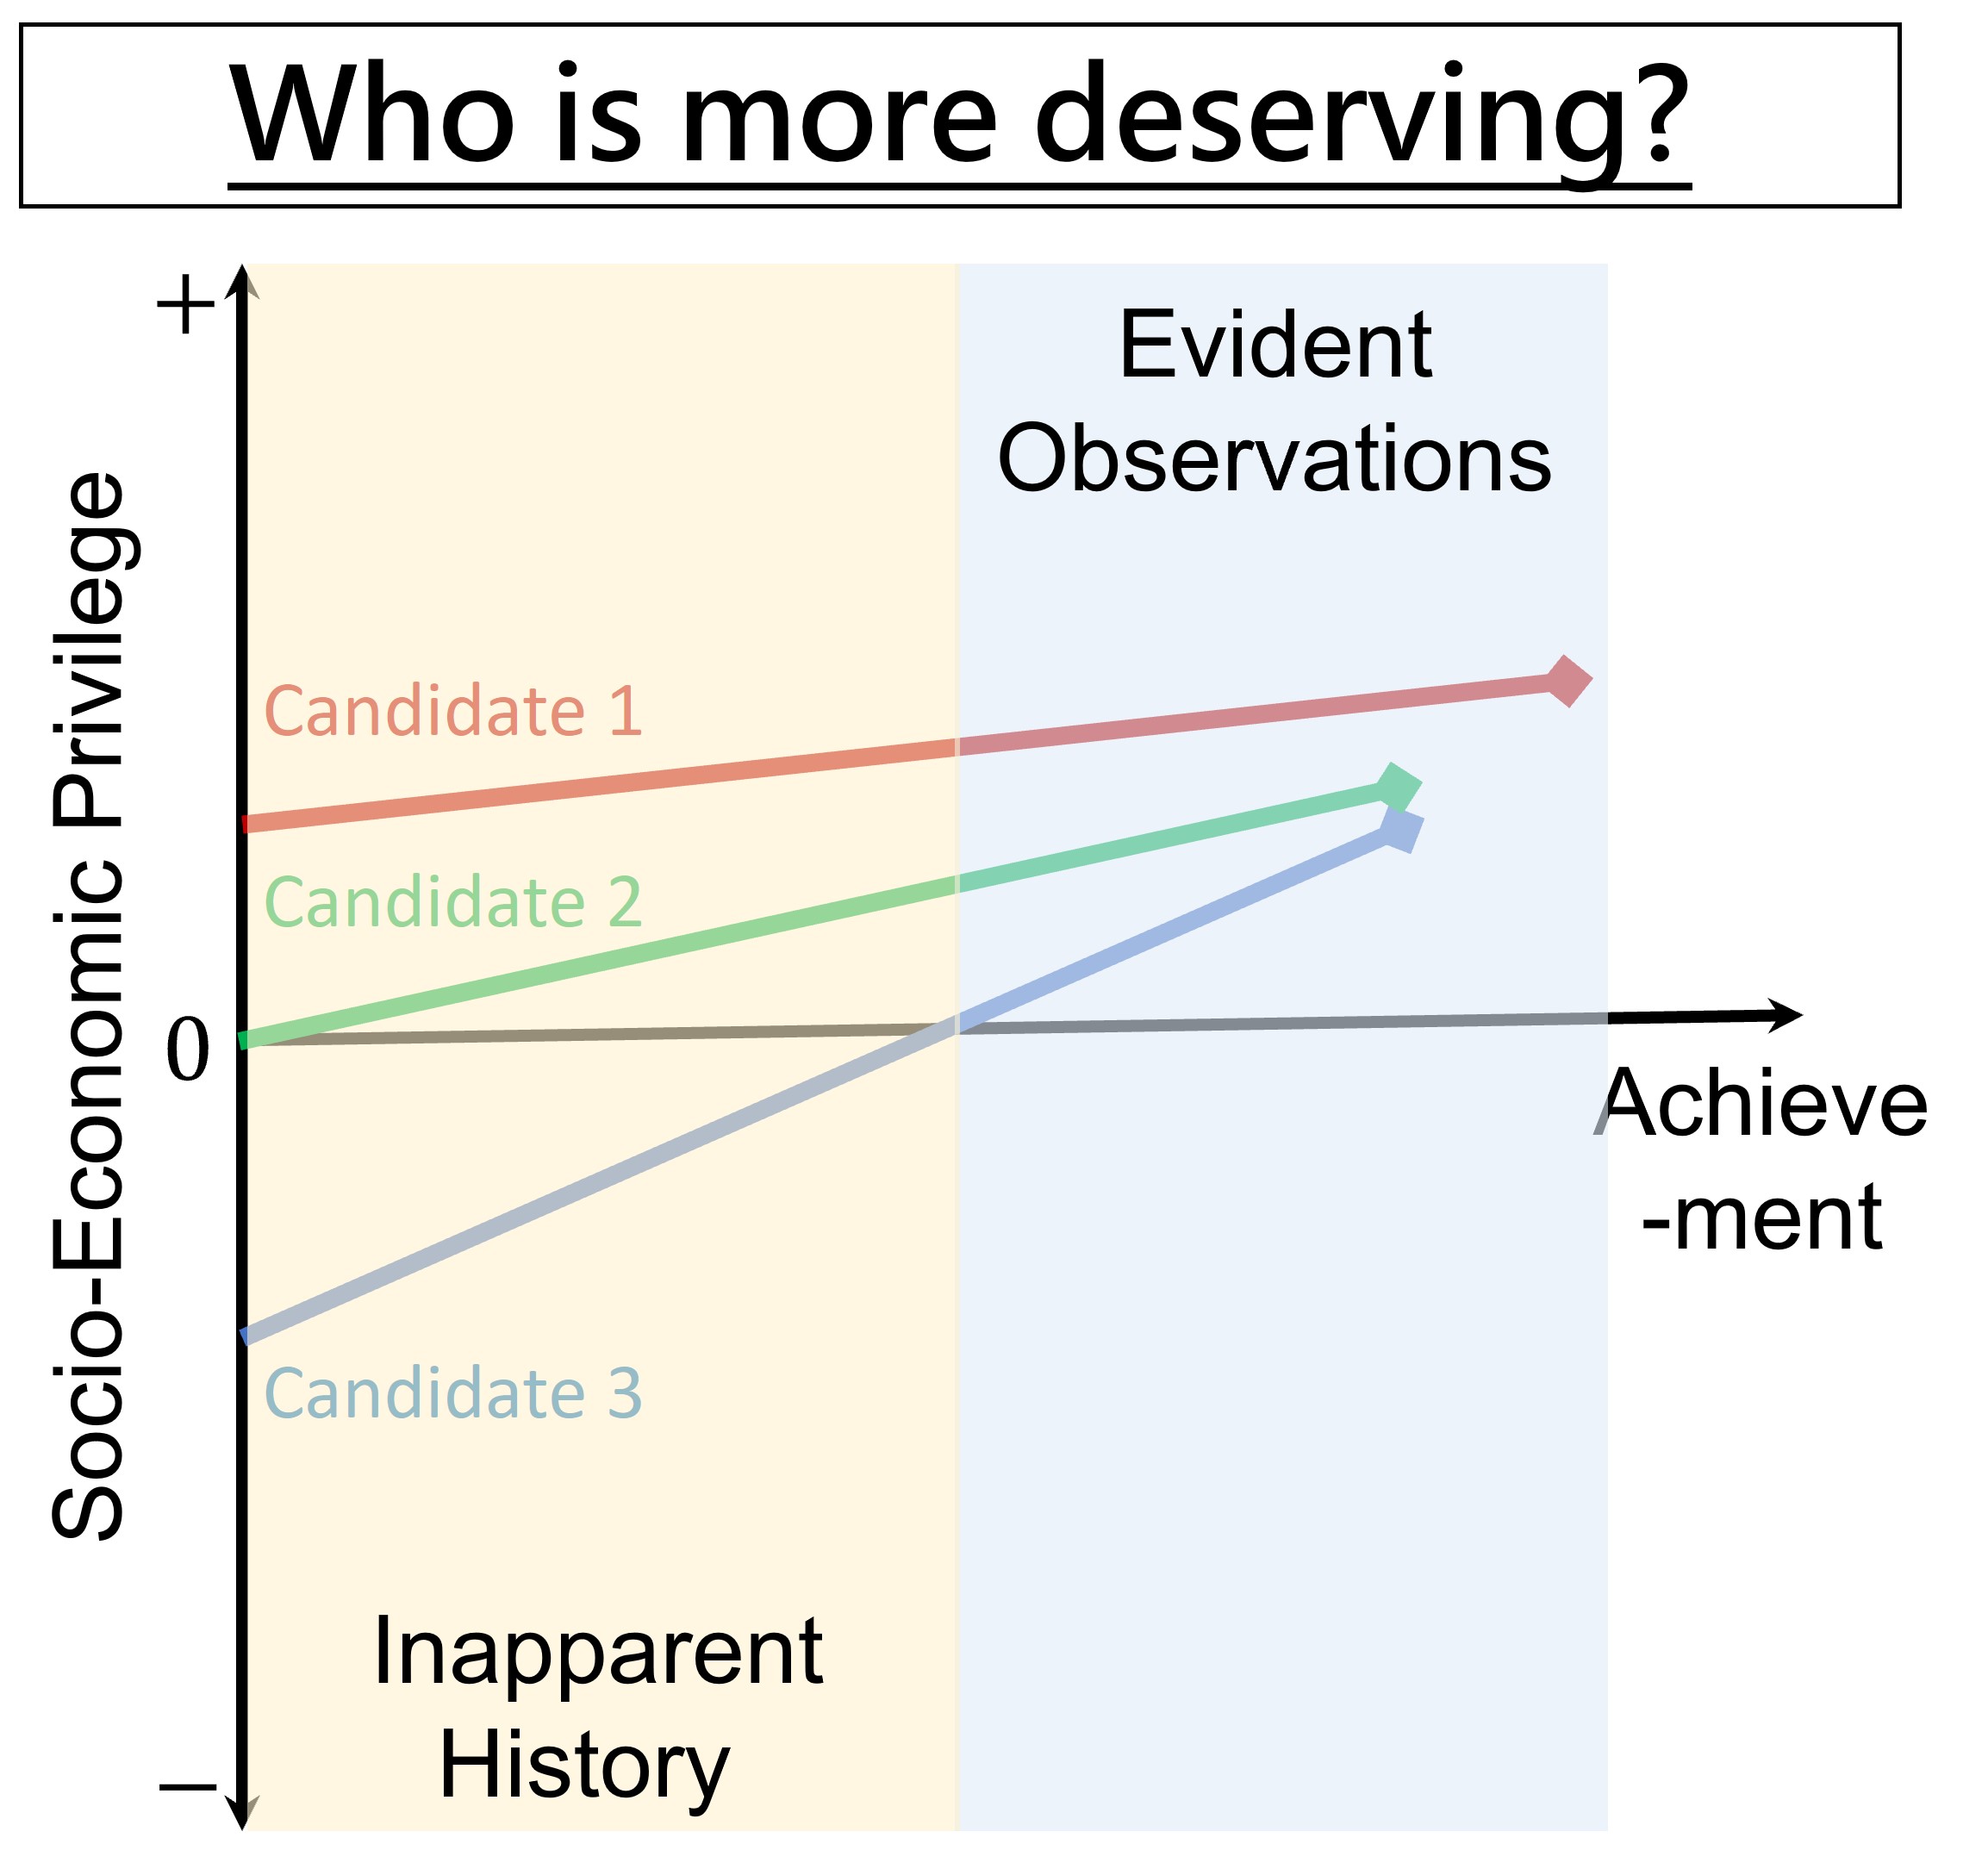 Who is more deserving?
+
Evident
Observations
Socio-Economic Privilege
Candidate 1
Candidate 2
0
Achieve
-ment
Candidate 3
Inapparent
History
−